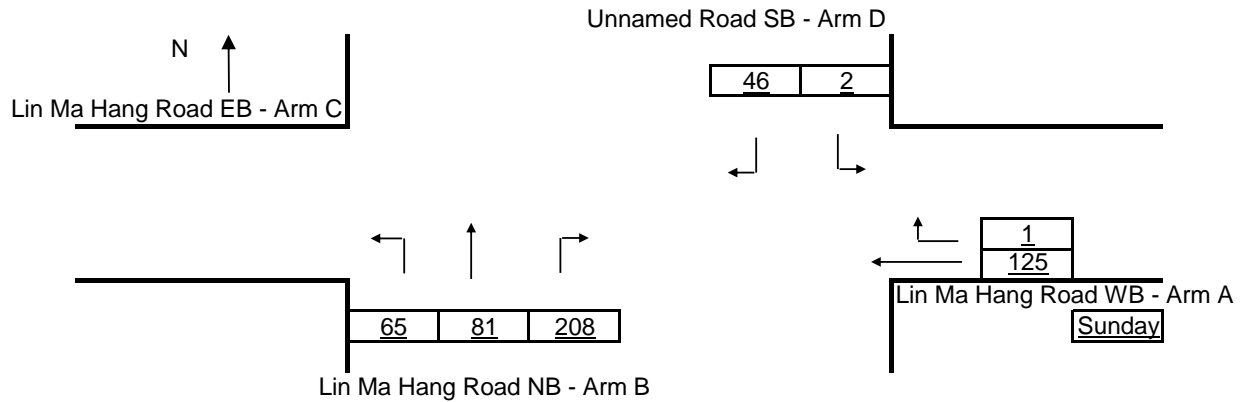 Unnamed Road SB - Arm D
N
46 2
Lin Ma Hang Road EB - Arm C
1
125
Lin Ma Hang Road WB - Arm A
65 81 208
Sunday
Lin Ma Hang Road NB - Arm B